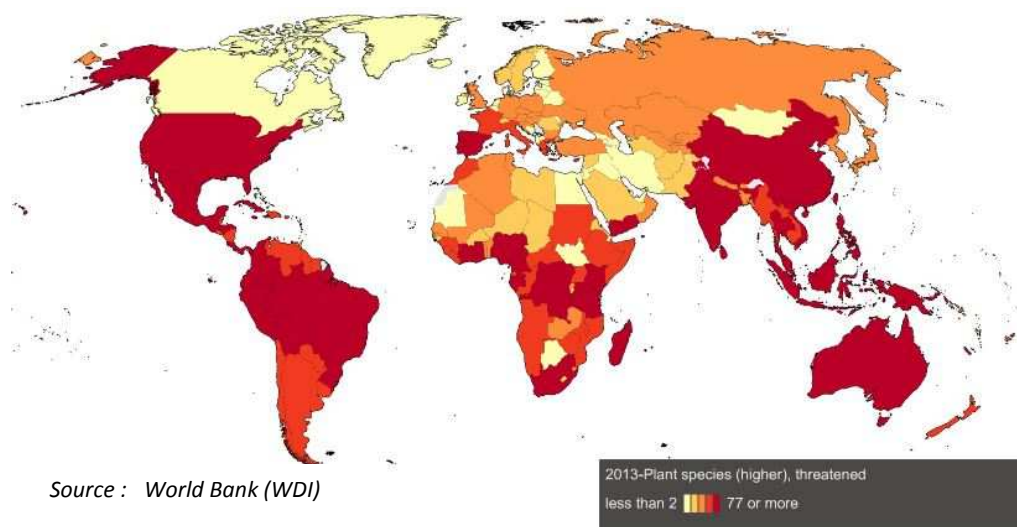 Source : World Bank (WDI)
2013-Plant species (higher), threatened
less than 2 77 or more